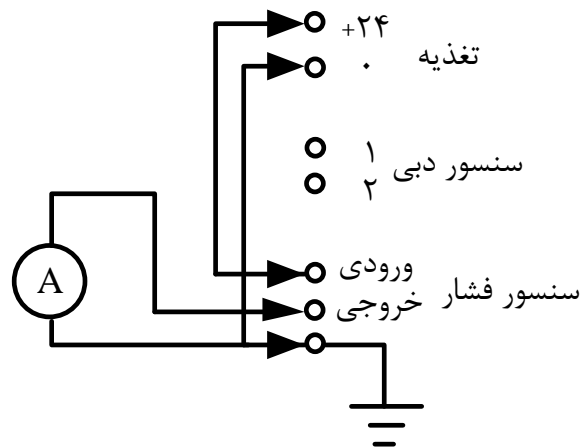 +۲۴
تغذیه
۰
۱
سنسور دبی
۲
ورودی
سنسور فشار
خروجی
A